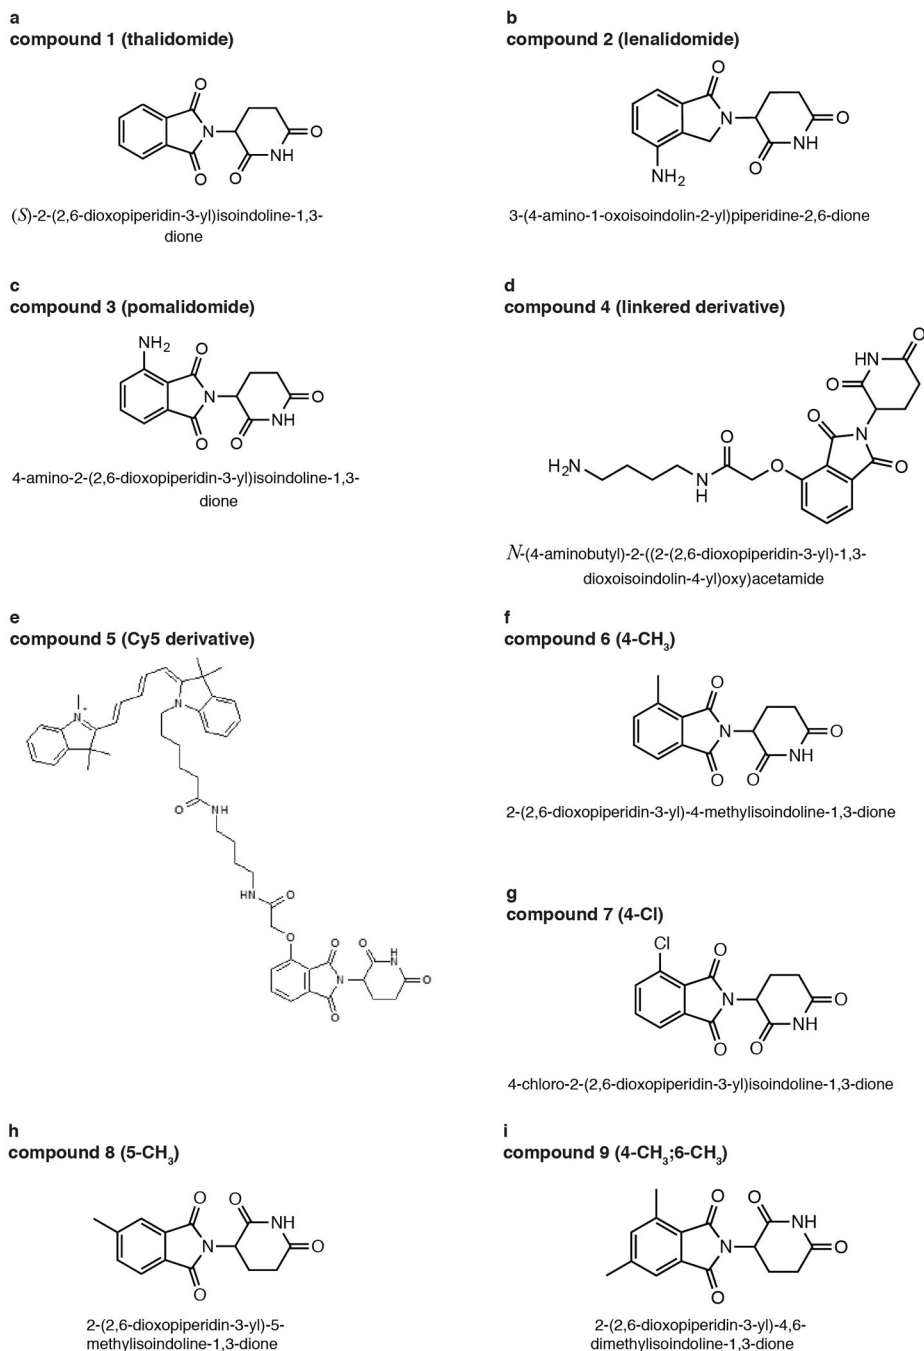 a
compound 1 (thalidomide)
O
N
O
O
NH
O
(S)-2-(2,6-dioxopiperidin-3-yl)isoindoline-1,3-
dione
b
compound 2 (lenalidomide)
O
N
O
NH
O
NH2
3-(4-amino-1-oxoisoindolin-2-yl)piperidine-2,6-dione
c
compound 3 (pomalidomide)
NH2
O
N
O
NH
O
O
4-amino-2-(2,6-dioxopiperidin-3-yl)isoindoline-1,3-
dione
d
compound 4 (linkered derivative)
O
HN
O
O
N
O
O
H2N
N
H
O
N-(4-aminobutyl)-2-((2-(2,6-dioxopiperidin-3-yl)-1,3-
dioxoisoindolin-4-yl)oxy)acetamide
e
compound 5 (Cy5 derivative)
N+
N
O
NH
HN
O
O
O
O
H
N
N
O
O
f
compound 6 (4-CH3)
O
N
O
NH
O
O
2-(2,6-dioxopiperidin-3-yl)-4-methylisoindoline-1,3-dione
g
compound 7 (4-Cl)
Cl
O
N
O
NH
O
O
4-chloro-2-(2,6-dioxopiperidin-3-yl)isoindoline-1,3-dione
h
compound 8 (5-CH3)
O
O
NH
N
O
O
2-(2,6-dioxopiperidin-3-yl)-5-
methylisoindoline-1,3-dione
i
compound 9 (4-CH3;6-CH3)
O
O
NH
N
O
O
2-(2,6-dioxopiperidin-3-yl)-4,6-
dimethylisoindoline-1,3-dione